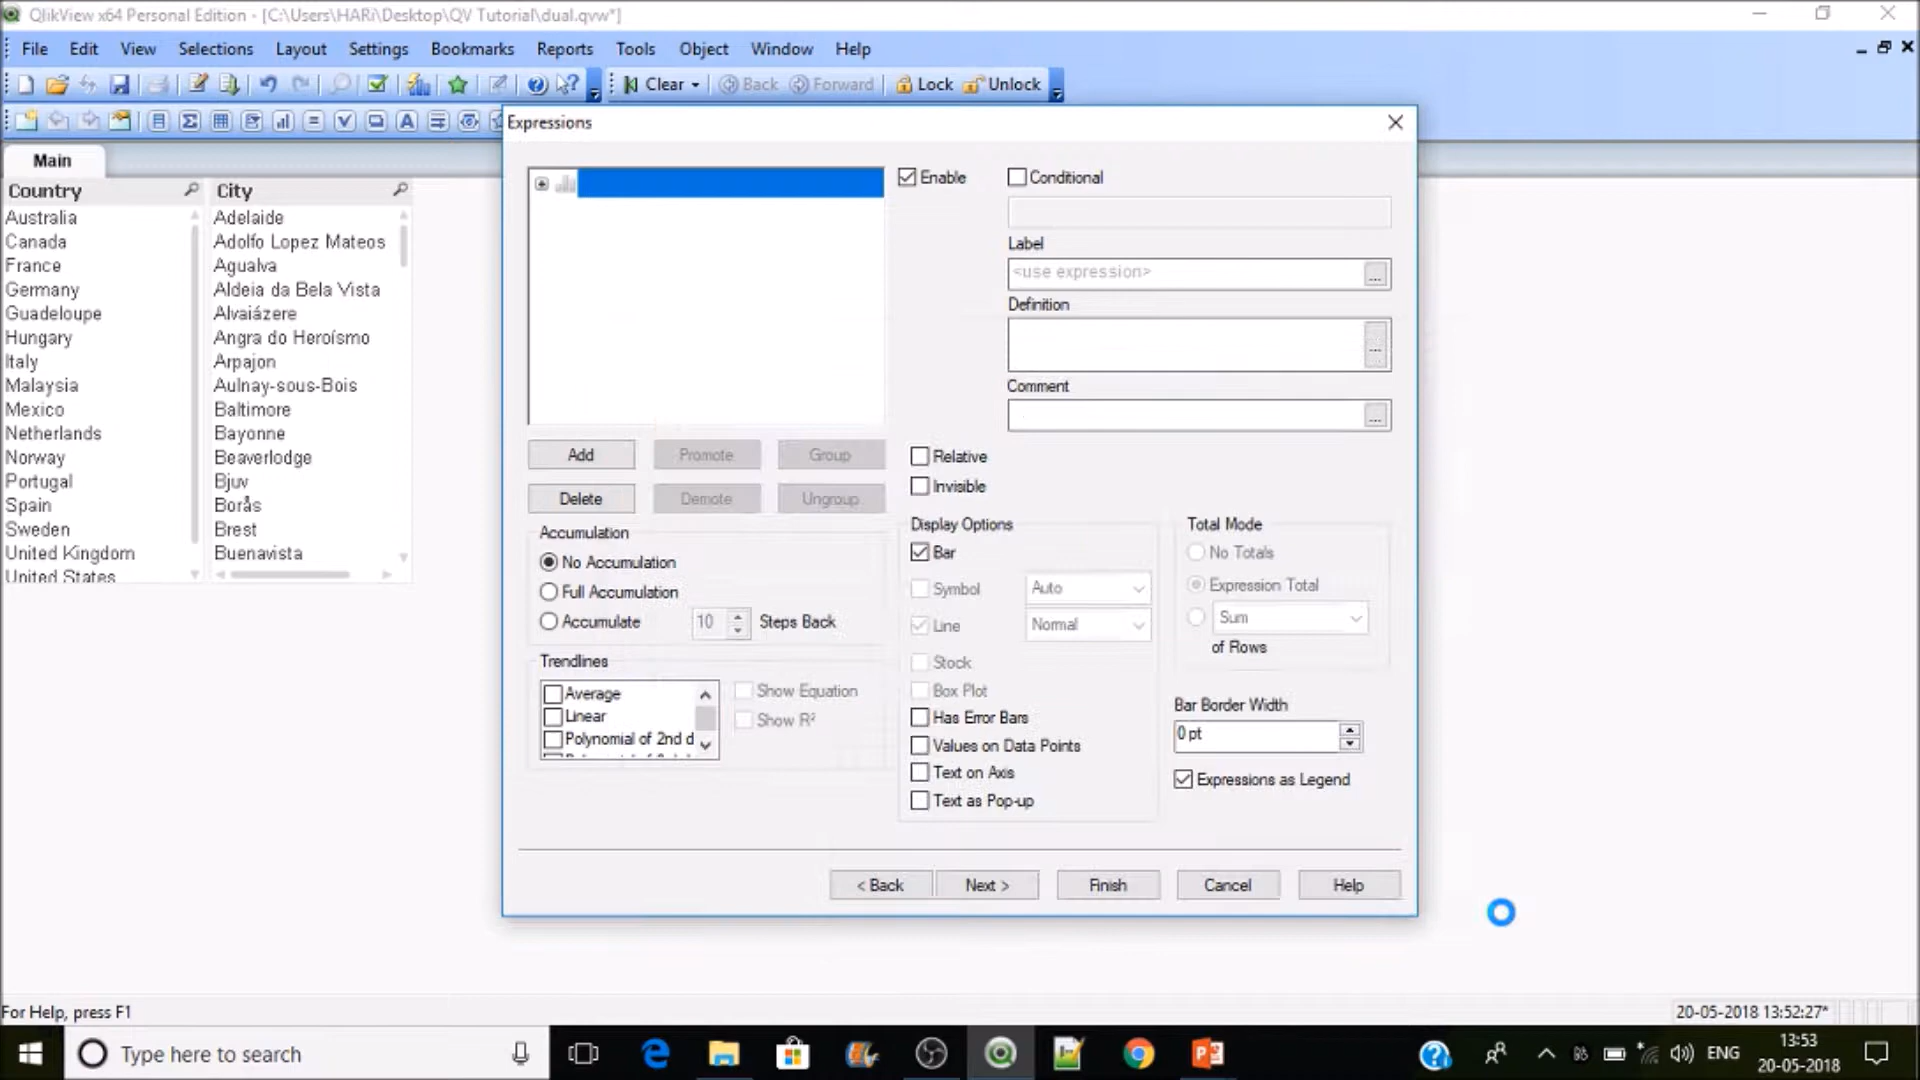 QlikView x64 Personal Edition - [C:\Users\HARi\Desktop\QV Tutorial\dual.qvw*]
File Edit View Selections Layout Settings Bookmarks Reports Tools Object Window Help
Clear Back Forward Lock Unlock
Expressions
Main
Country
Australia
Canada
France
Germany
Guadeloupe
Hungary
Italy
Malaysia
Mexico
Netherlands
Norway
Portugal
Spain
Sweden
United Kingdom
United States
City
Adelaide
Adolfo Lopez Mateos
Agualva
Aldeia da Bela Vista
Alvaiázere
Angra do Heroísmo
Arpajon
Aulnay-sous-Bois
Baltimore
Bayonne
Beaverlodge
Bjuv
Borås
Brest
Buenavista
Enable
Conditional
Label
<use expression>
...
Definition
...
Comment
...
Add Promote Group
Delete Demote Ungroup
Relative
Invisible
Accumulation
No Accumulation
Full Accumulation
Accumulate 10 Steps Back
Trendlines
Average
Linear
Polynomial of 2nd d
Show Equation
Show R²
Display Options
Bar
Symbol Auto
Line Normal
Stock
Box Plot
Has Error Bars
Values on Data Points
Text on Axis
Text as Pop-up
Total Mode
No Totals
Expression Total
Sum
of Rows
Bar Border Width
0 pt
Expressions as Legend
< Back Next > Finish Cancel Help
For Help, press F1
20-05-2018 13:52:27*
Type here to search
ENG
13:53
20-05-2018